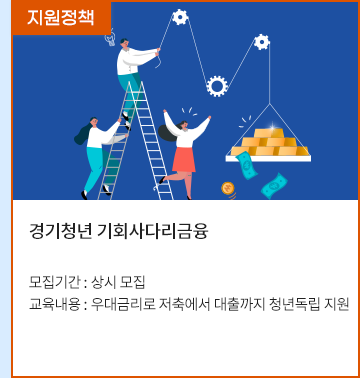 지원정책
경기청년 기회사다리금융
모집기간 : 상시 모집
교육내용 : 우대금리로 저축에서 대출까지 청년독립 지원